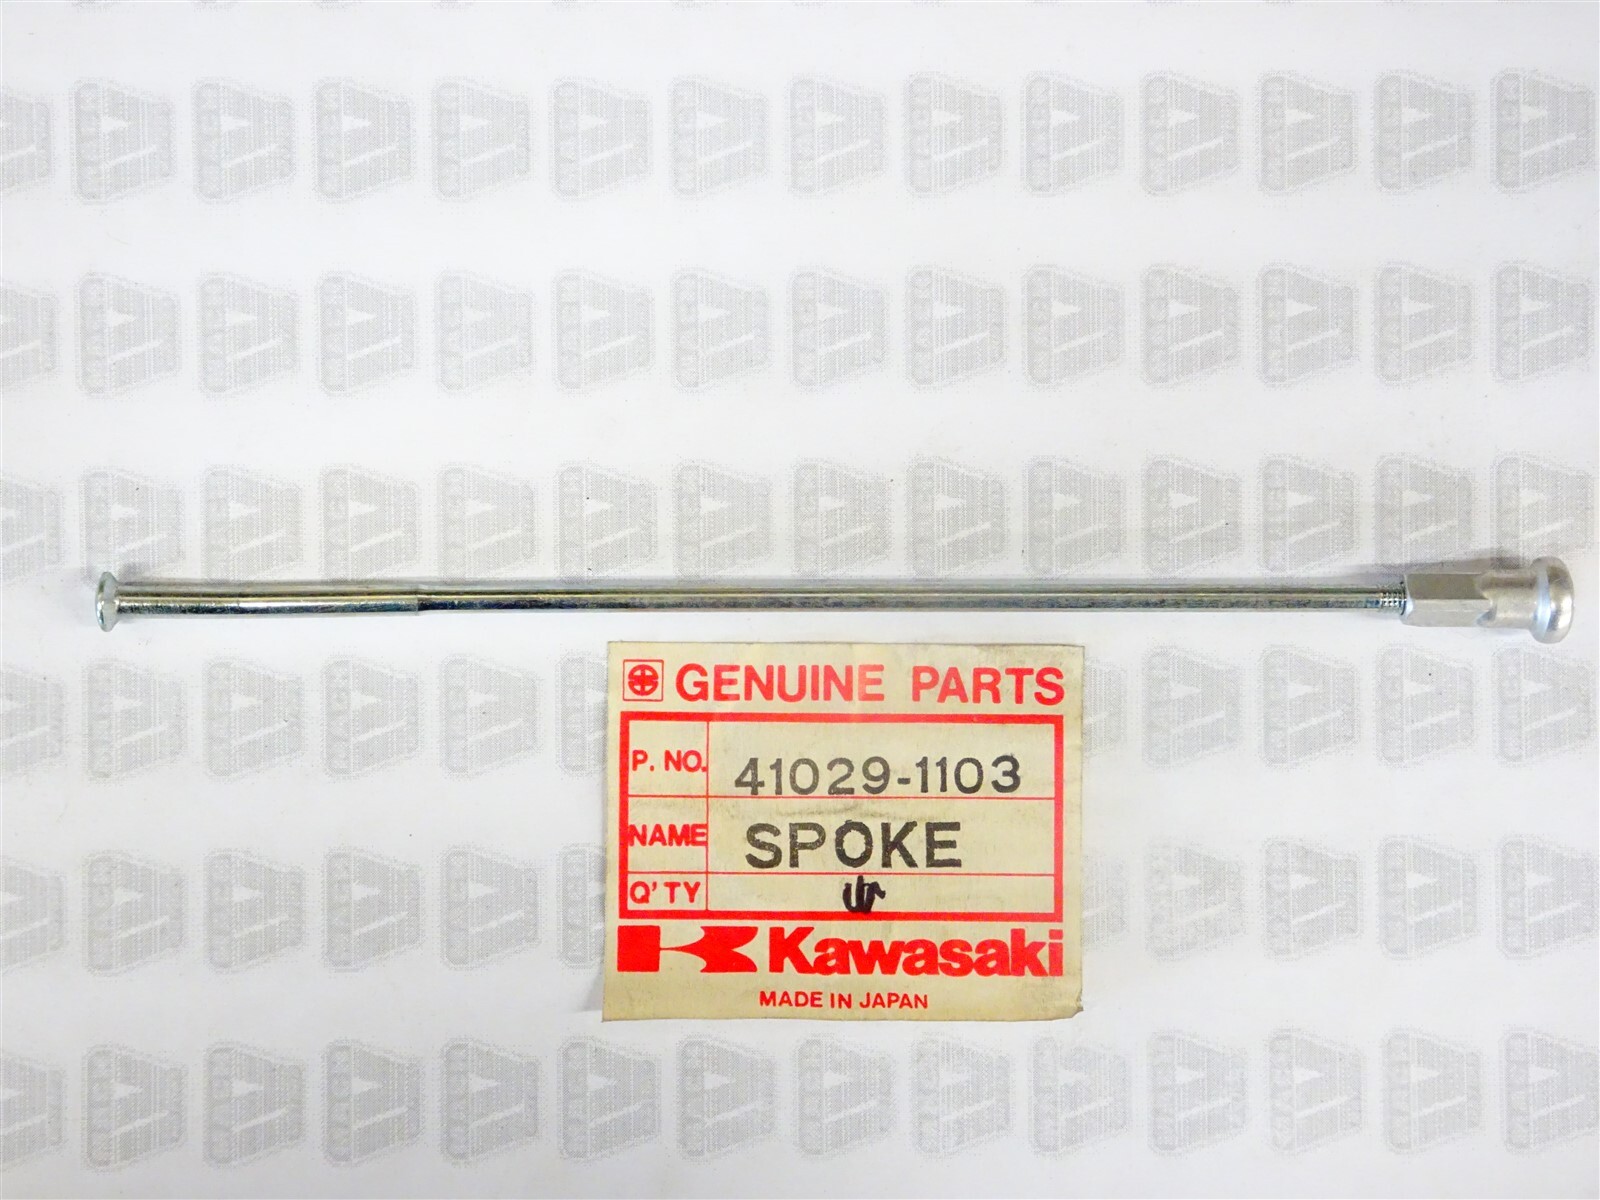 GENUINE PARTS
P. NO. 41029-1103
NAME SPOKE
Q'TY
Kawasaki
MADE IN JAPAN